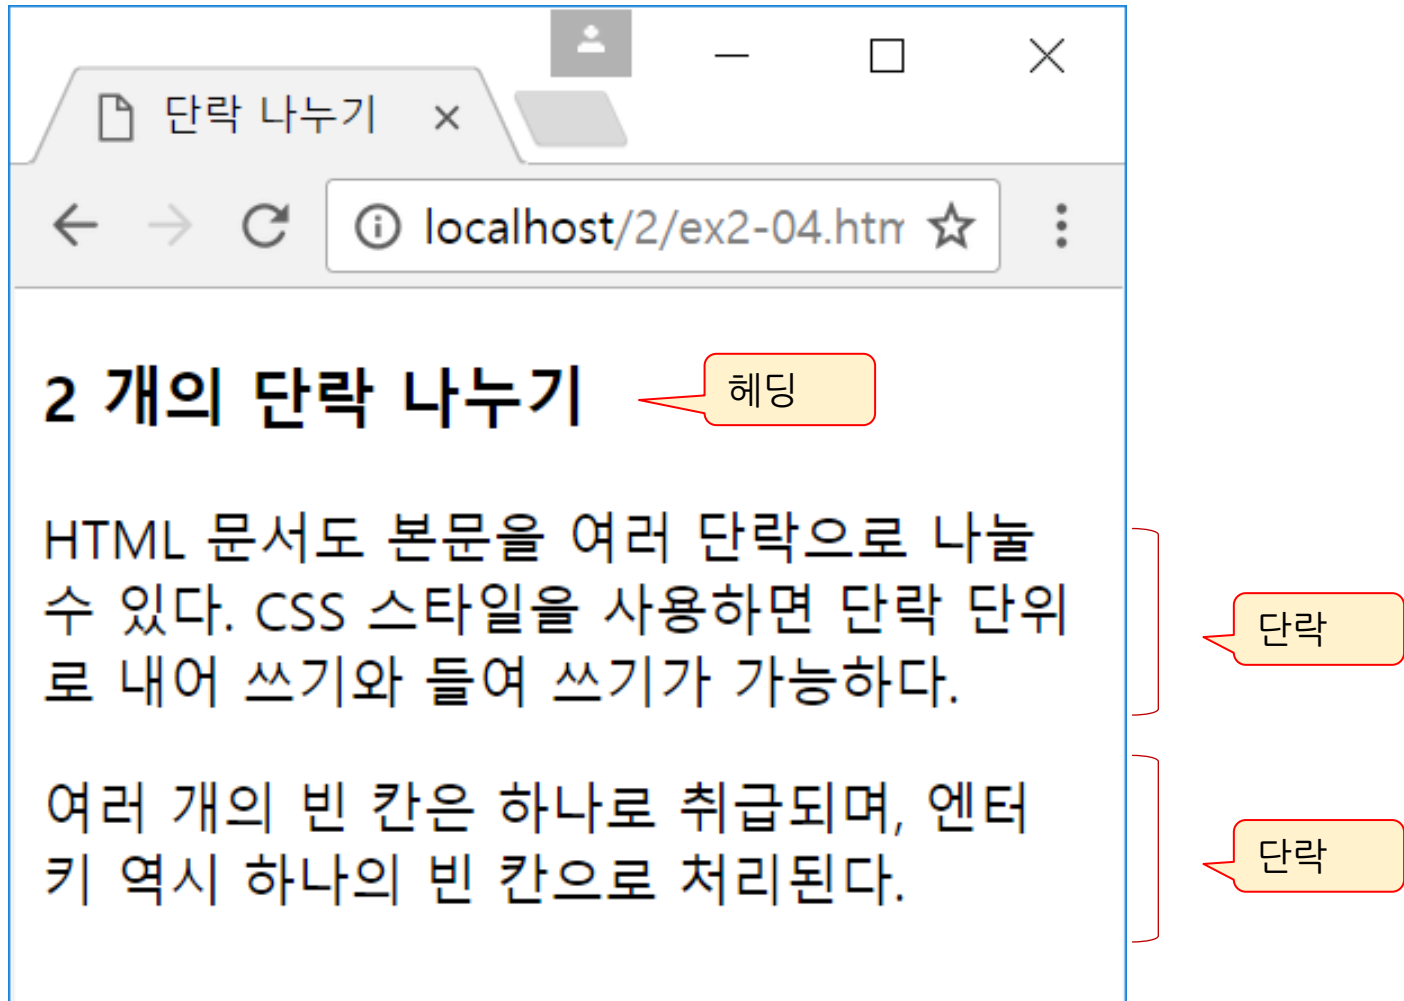 단락 나누기
localhost/2/ex2-04.htm
2 개의 단락 나누기
헤딩
HTML 문서도 본문을 여러 단락으로 나눌
수 있다. CSS 스타일을 사용하면 단락 단위
로 내어 쓰기와 들여 쓰기가 가능하다.
단락
여러 개의 빈 칸은 하나로 취급되며, 엔터
키 역시 하나의 빈 칸으로 처리된다.
단락